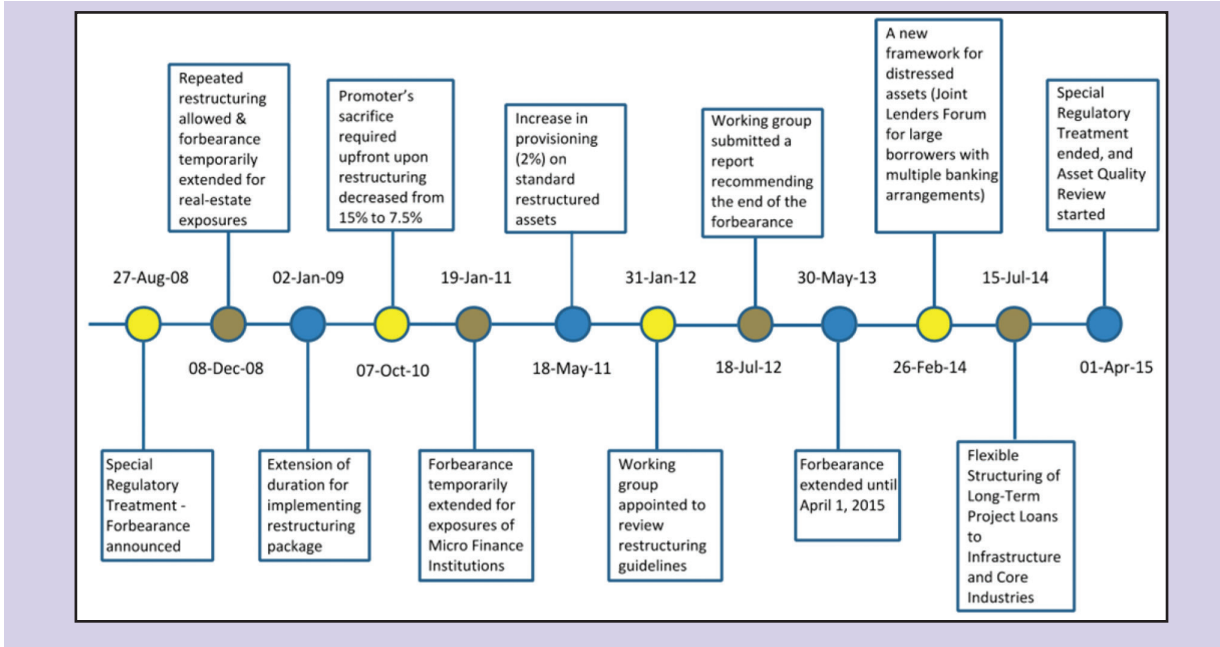 Repeated
restructuring
allowed &
forbearance
temporarily
extended for
real-estate
exposures
Promoter's
sacrifice
required
upfront upon
restructuring
decreased from
15% to 7.5%
Increase in
provisioning
(2%) on
standard
restructured
assets
Working group
submitted a
report
recommending
the end of the
forbearance
A new
framework for
distressed
assets (Joint
Lenders Forum
for large
borrowers with
multiple banking
arrangements)
Special
Regulatory
Treatment
ended, and
Asset Quality
Review
started
27-Aug-08
02-Jan-09
19-Jan-11
31-Jan-12
30-May-13
15-Jul-14
08-Dec-08
07-Oct-10
18-May-11
18-Jul-12
26-Feb-14
01-Apr-15
Special
Regulatory
Treatment -
Forbearance
announced
Extension of
duration for
implementing
restructuring
package
Forbearance
temporarily
extended for
exposures of
Micro Finance
Institutions
Working
group
appointed to
review
restructuring
guidelines
Forbearance
extended until
April 1, 2015
Flexible
Structuring of
Long-Term
Project Loans
to
Infrastructure
and Core
Industries